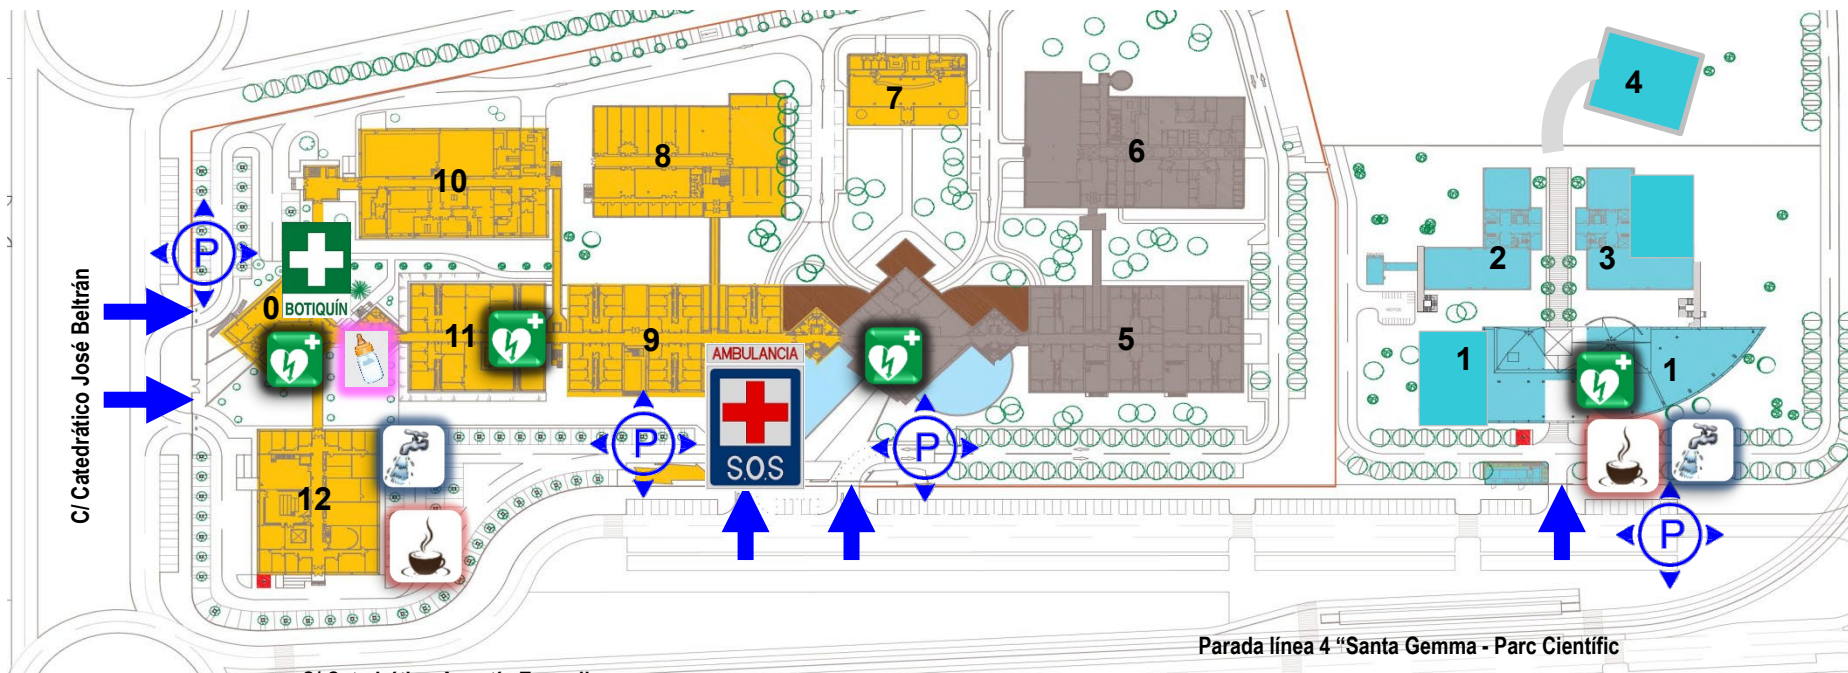 4
7
6
8
10
P
2
3
0
BOTIQUÍN
C/ Catedrático José Beltrán
11
9
5
1
1
AMBULANCIA
S.O.S
P
P
12
P
Parada línea 4 “Santa Gemma - Parc Científic